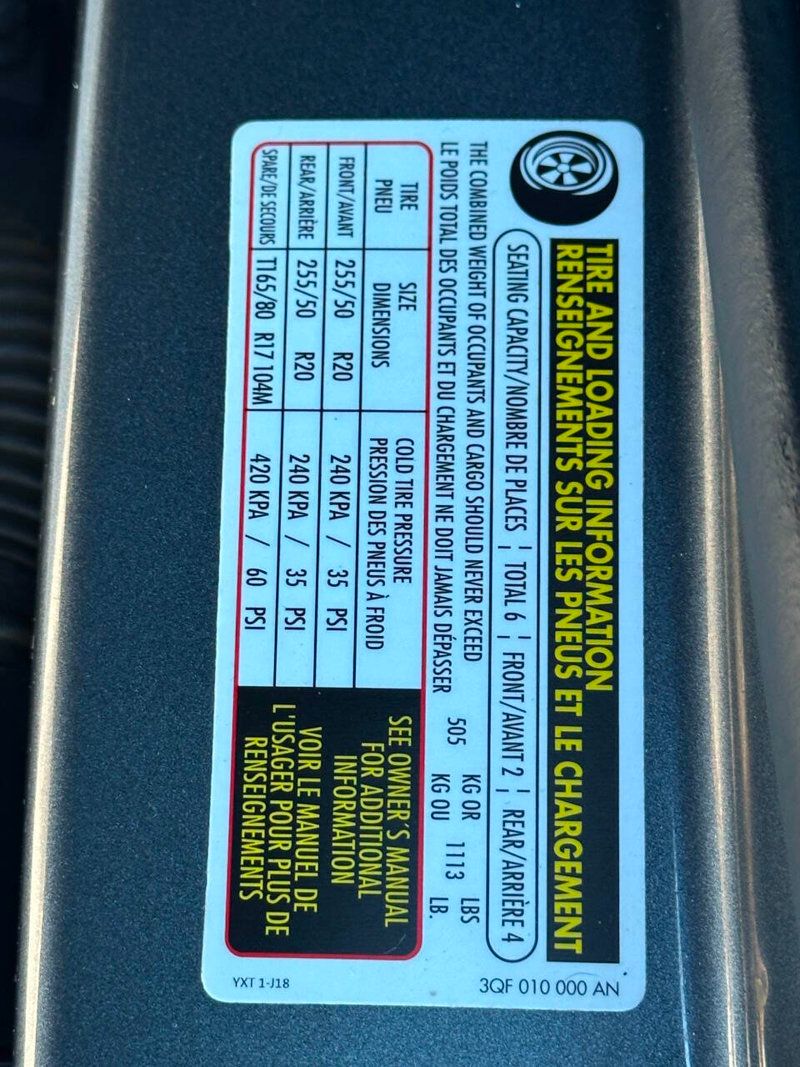 TIRE AND LOADING INFORMATION
RENSEIGNEMENTS SUR LES PNEUS ET LE CHARGEMENT
SEATING CAPACITY/NOMBRE DE PLACES ¦ TOTAL 6 ¦ FRONT/AVANT 2 ¦ REAR/ARRIÈRE 4
THE COMBINED WEIGHT OF OCCUPANTS AND CARGO SHOULD NEVER EXCEED 505 KG OR 1113 LBS
LE POIDS TOTAL DES OCCUPANTS ET DU CHARGEMENT NE DOIT JAMAIS DÉPASSER KG OU LB.
TIRE SIZE COLD TIRE PRESSURE
PNEU DIMENSIONS PRESSION DES PNEUS À FROID
FRONT/AVANT 255/50 R20 240 KPA / 35 PSI
REAR/ARRIÈRE 255/50 R20 240 KPA / 35 PSI
SPARE/DE SECOURS T165/80 R17 104M 420 KPA / 60 PSI
SEE OWNER'S MANUAL
FOR ADDITIONAL
INFORMATION
VOIR LE MANUEL DE
L'USAGER POUR PLUS DE
RENSEIGNEMENTS
YXT 1-J18
3QF 010 000 AN